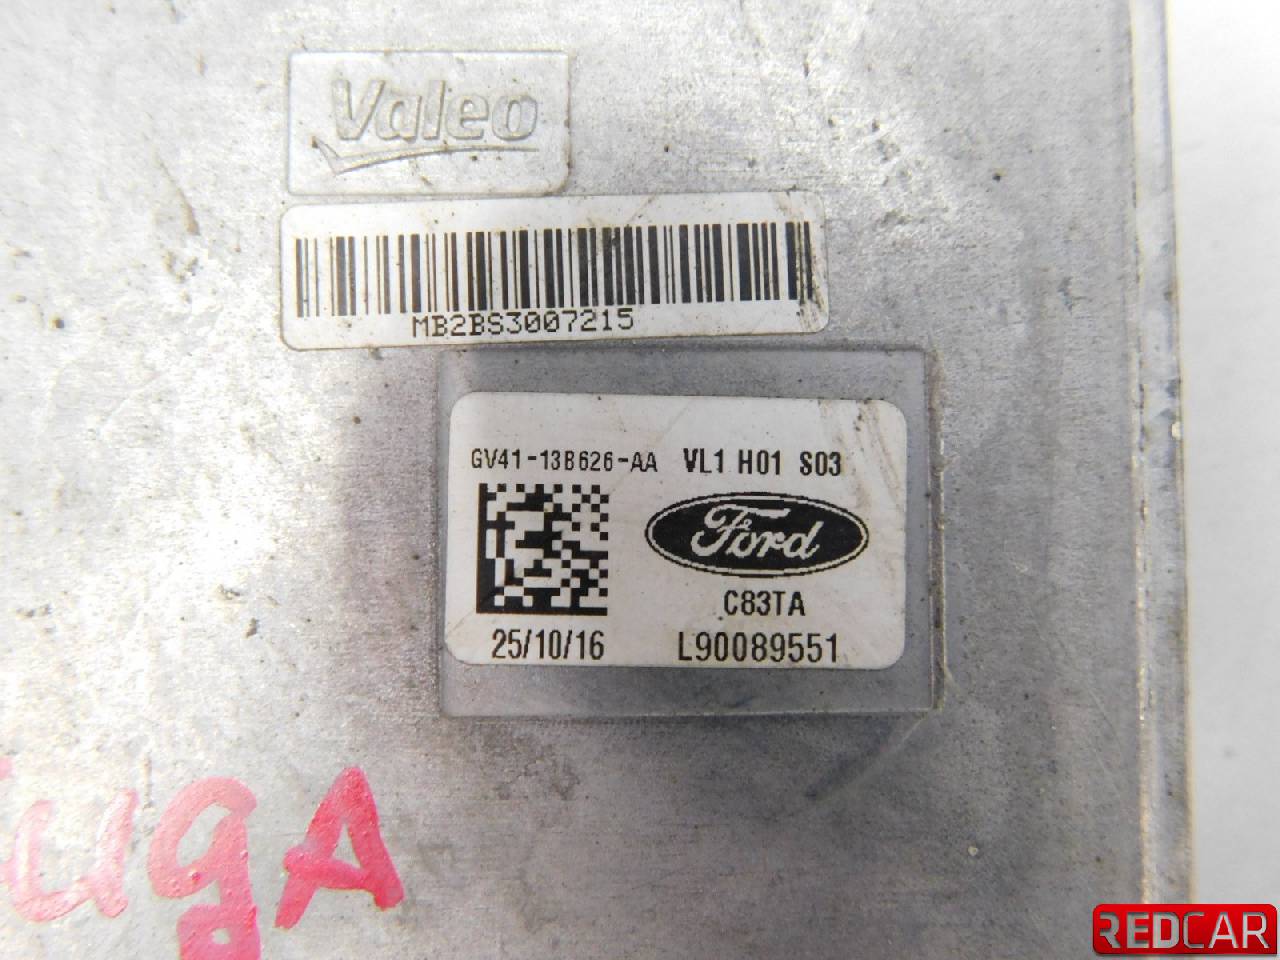 Valeo
MB2BS3007215
GV41-13B626-AA VL1 H01 S03
Ford
C83TA
25/10/16 L90089551
REDCAR